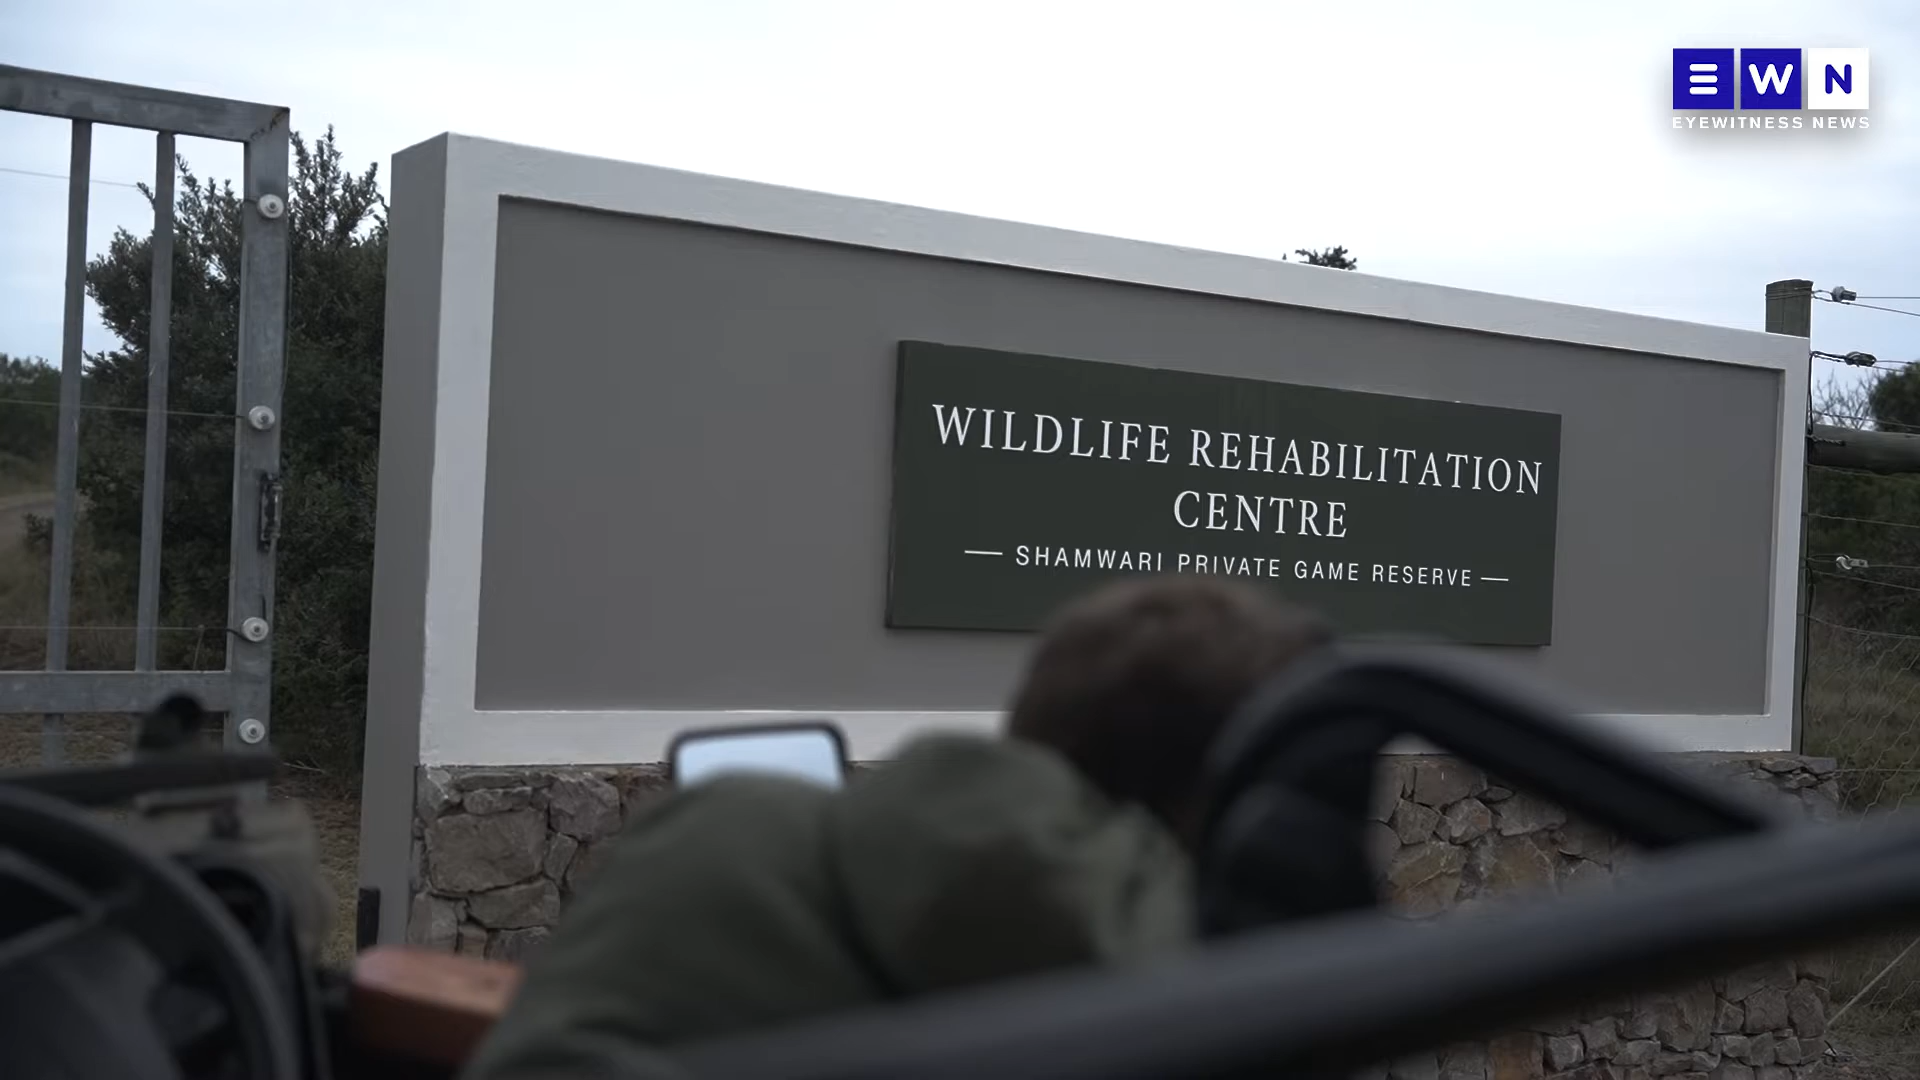 EWN
EYEWITNESS NEWS
WILDLIFE REHABILITATION
CENTRE
SHAMWARI PRIVATE GAME RESERVE